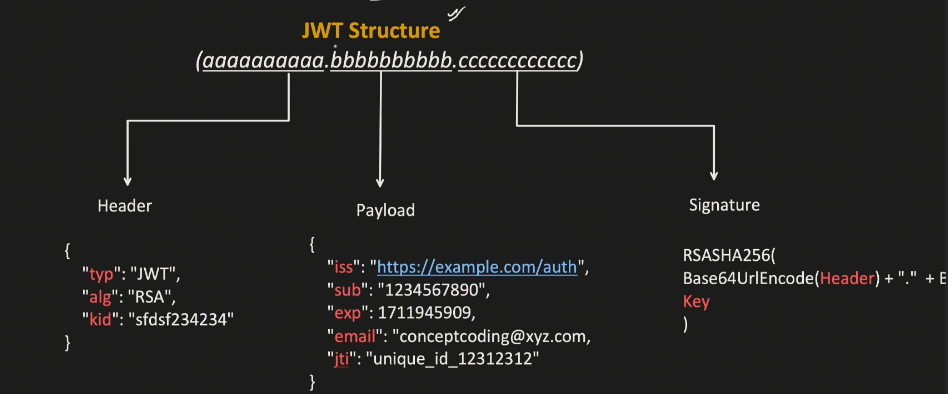 JWT Structure
(aaaaaaaaaa.bbbbbbbbbb.cccccccccccc)
Header
{
"typ": "JWT",
"alg": "RSA",
"kid": "sfdsf234234"
}
Payload
{
"iss": "https://example.com/auth",
"sub": "1234567890",
"exp": 1711945909,
"email": "conceptcoding@xyz.com,
"jti": "unique_id_12312312"
}
Signature
RSASHA256(
Base64UrlEncode(Header) + "." + B
Key
)